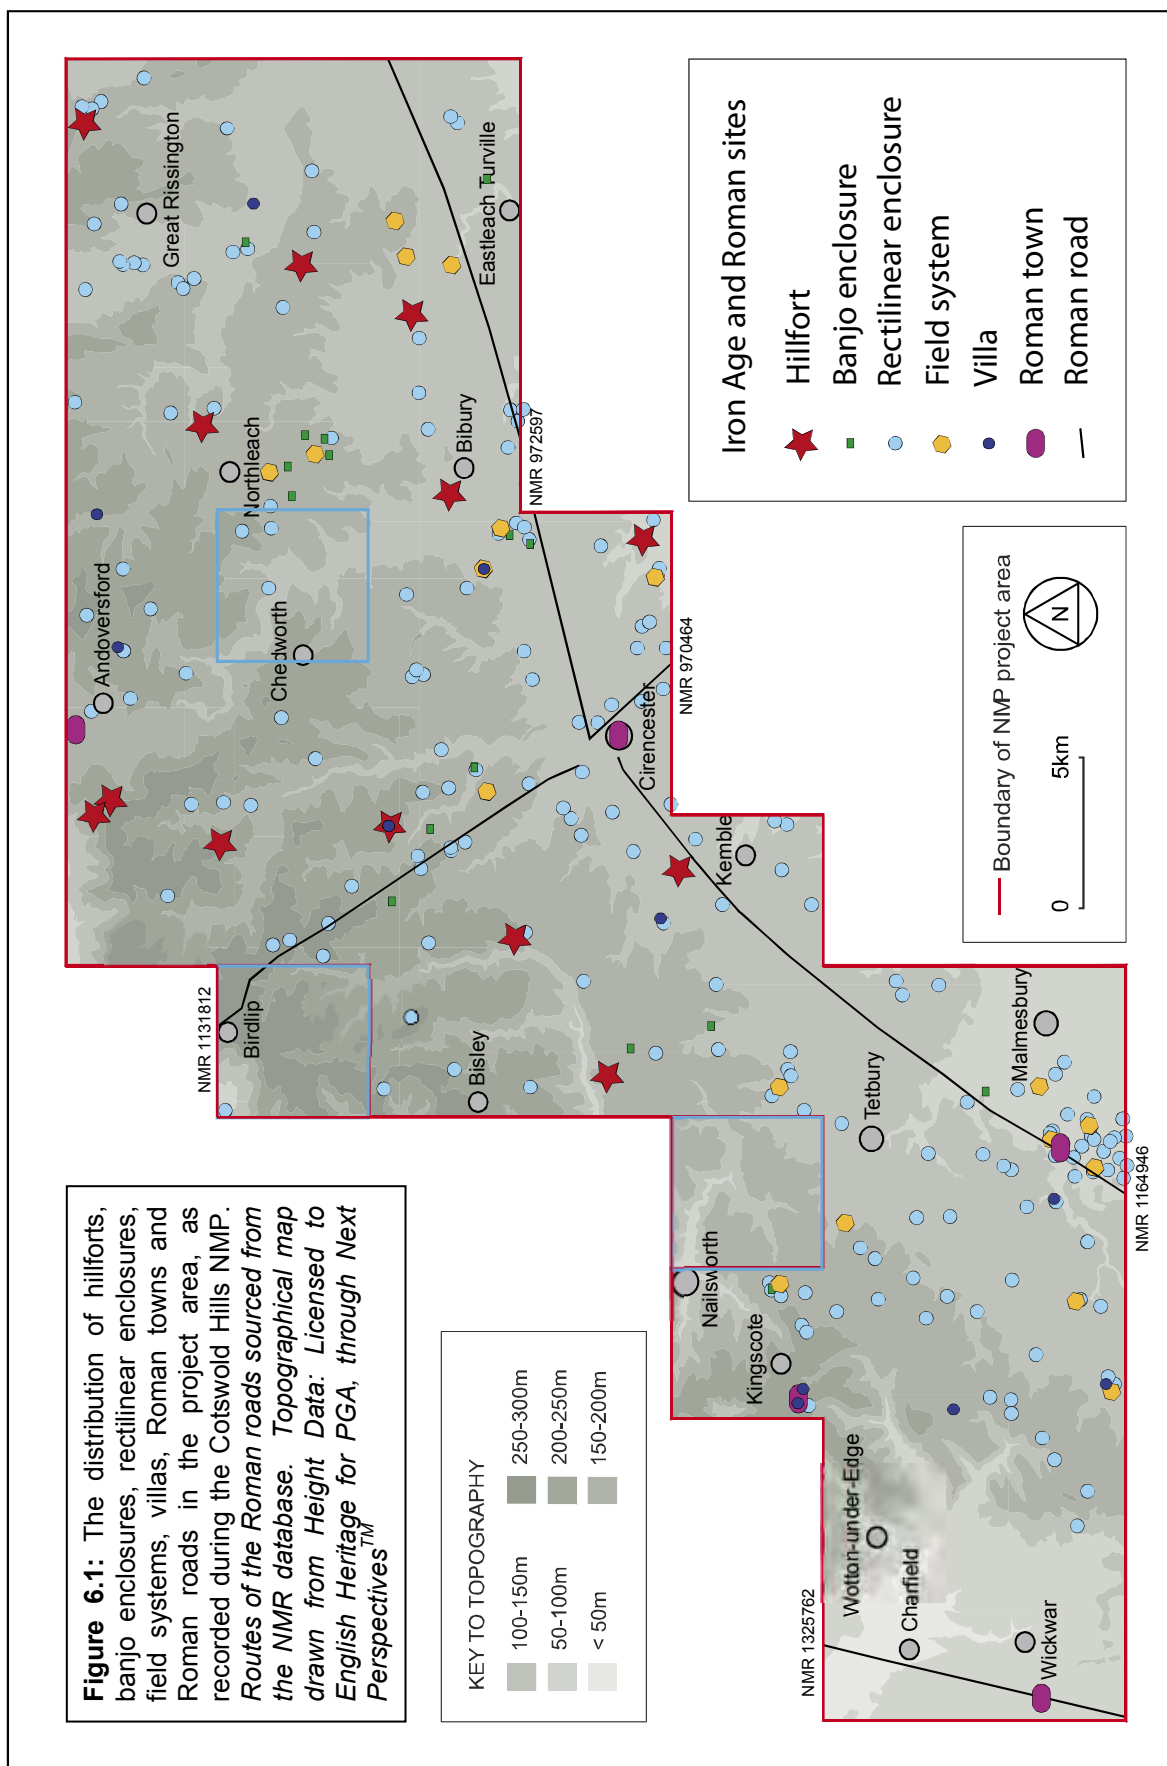 Figure 6.1: The distribution of hillforts,
banjo enclosures, rectilinear enclosures,
field systems, villas, Roman towns and
Roman roads in the project area, as
recorded during the Cotswold Hills NMP.
Routes of the Roman roads sourced from
the NMR database. Topographical map
drawn from Height Data: Licensed to
English Heritage for PGA, through Next
Perspectives™
KEY TO TOPOGRAPHY
100-150m
250-300m
50-100m
200-250m
< 50m
150-200m
NMR 1131812
Birdlip
Andoversford
Great Rissington
Northleach
Chedworth
Bisley
Bibury
Eastleach Turville
NMR 972597
Cirencester
NMR 970464
Nailsworth
Kemble
Kingscote
NMR 1325762
Wotton-under-Edge
Tetbury
Charfield
Malmesbury
Wickwar
NMR 1164946
Iron Age and Roman sites
Hillfort
Banjo enclosure
Rectilinear enclosure
Field system
Villa
Roman town
Roman road
Boundary of NMP project area
0
5km
N